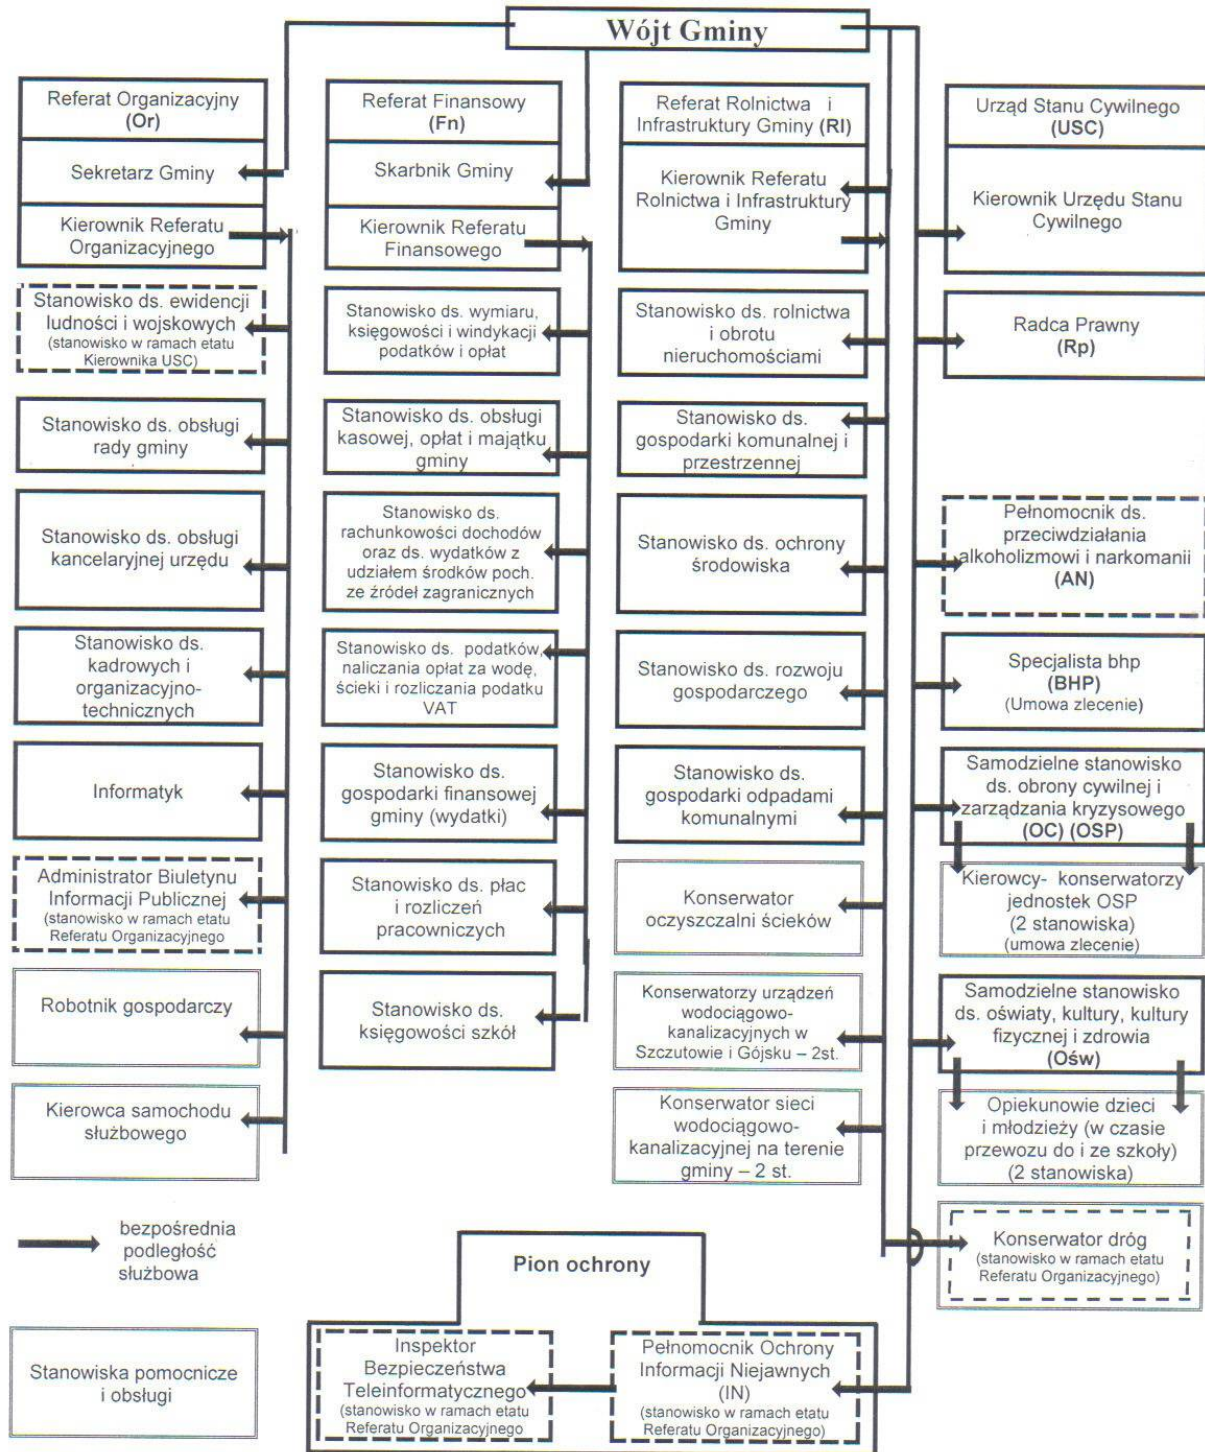 Wójt Gminy
Referat Organizacyjny
(Or)
Sekretarz Gminy
Kierownik Referatu
Organizacyjnego
Stanowisko ds. ewidencji
ludności i wojskowych
(stanowisko w ramach etatu
Kierownika USC)
Stanowisko ds. obsługi
rady gminy
Stanowisko ds. obsługi
kancelaryjnej urzędu
Stanowisko ds.
kadrowych i
organizacyjno-
technicznych
Informatyk
Administrator Biuletynu
Informacji Publicznej
(stanowisko w ramach etatu
Referatu Organizacyjnego
Robotnik gospodarczy
Kierowca samochodu
służbowego
Referat Finansowy
(Fn)
Skarbnik Gminy
Kierownik Referatu
Finansowego
Stanowisko ds. wymiaru,
księgowości i windykacji
podatków i opłat
Stanowisko ds. obsługi
kasowej, opłat i majątku
gminy
Stanowisko ds.
rachunkowości dochodów
oraz ds. wydatków z
udziałem środków poch.
ze źródeł zagranicznych
Stanowisko ds. podatków,
naliczania opłat za wodę,
ścieki i rozliczania podatku
VAT
Stanowisko ds.
gospodarki finansowej
gminy (wydatki)
Stanowisko ds. płac
i rozliczeń
pracowniczych
Stanowisko ds.
księgowości szkół
Referat Rolnictwa i
Infrastruktury Gminy (RI)
Kierownik Referatu
Rolnictwa i Infrastruktury
Gminy
Stanowisko ds. rolnictwa
i obrotu
nieruchomościami
Stanowisko ds.
gospodarki komunalnej i
przestrzennej
Stanowisko ds. ochrony
środowiska
Stanowisko ds. rozwoju
gospodarczego
Stanowisko ds.
gospodarki odpadami
komunalnymi
Konserwator
oczyszczalni ścieków
Konserwatorzy urządzeń
wodociągowo-
kanalizacyjnych w
Szczutowie i Gójsku – 2st.
Konserwator sieci
wodociągowo-
kanalizacyjnej na terenie
gminy – 2 st.
Urząd Stanu Cywilnego
(USC)
Kierownik Urzędu Stanu
Cywilnego
Radca Prawny
(Rp)
Pełnomocnik ds.
przeciwdziałania
alkoholizmowi i narkomanii
(AN)
Specjalista bhp
(BHP)
(Umowa zlecenie)
Samodzielne stanowisko
ds. obrony cywilnej i
zarządzania kryzysowego
(OC) (OSP)
Kierowcy- konserwatorzy
jednostek OSP
(2 stanowiska)
(umowa zlecenie)
Samodzielne stanowisko
ds. oświaty, kultury, kultury
fizycznej i zdrowia
(Ośw)
Opiekunowie dzieci
i młodzieży (w czasie
przewozu do i ze szkoły)
(2 stanowiska)
Konserwator dróg
(stanowisko w ramach etatu
Referatu Organizacyjnego)
bezpośrednia
podległość
służbowa
Stanowiska pomocnicze
i obsługi
Pion ochrony
Inspektor
Bezpieczeństwa
Teleinformatycznego
(stanowisko w ramach etatu
Referatu Organizacyjnego
Pełnomocnik Ochrony
Informacji Niejawnych
(IN)
(stanowisko w ramach etatu
Referatu Organizacyjnego)